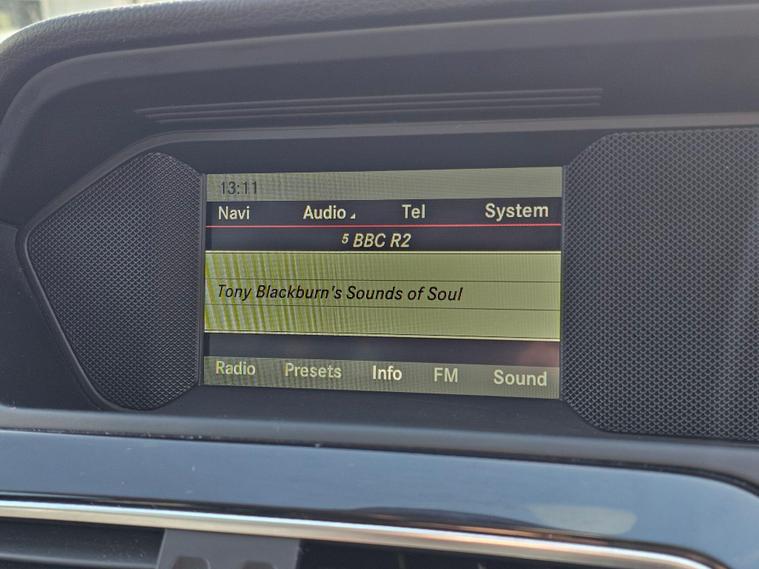 13:11
Navi Audio Tel System
5 BBC R2
Tony Blackburn's Sounds of Soul
Radio Presets Info FM Sound